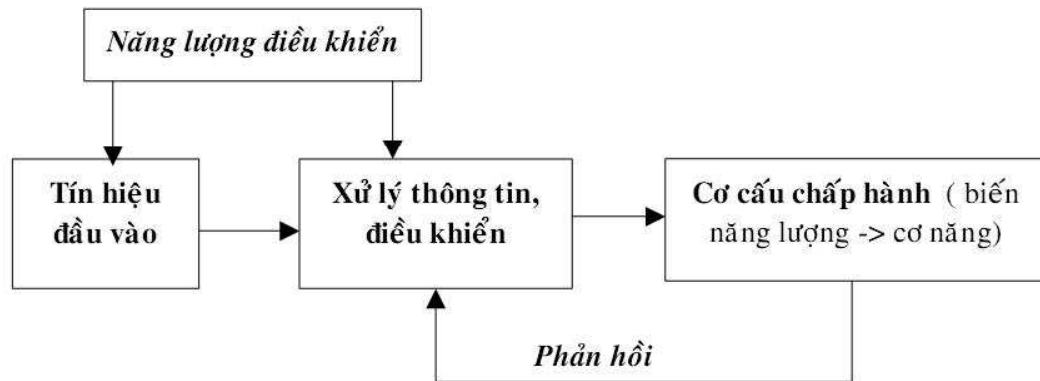 Năng lượng điều khiển
Tín hiệu
đầu vào
Xử lý thông tin,
điều khiển
Cơ cấu chấp hành ( biến
năng lượng -> cơ năng)
Phản hồi